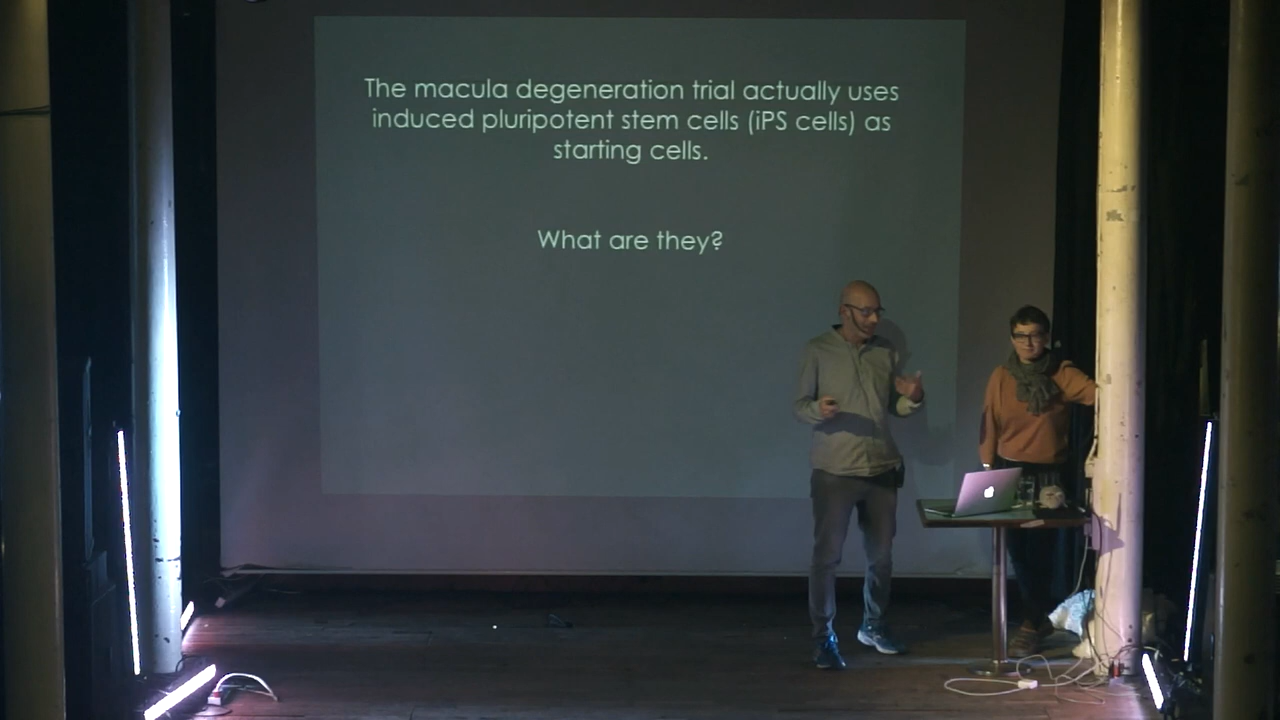 The macula degeneration trial actually uses
induced pluripotent stem cells (iPS cells) as
starting cells.
What are they?